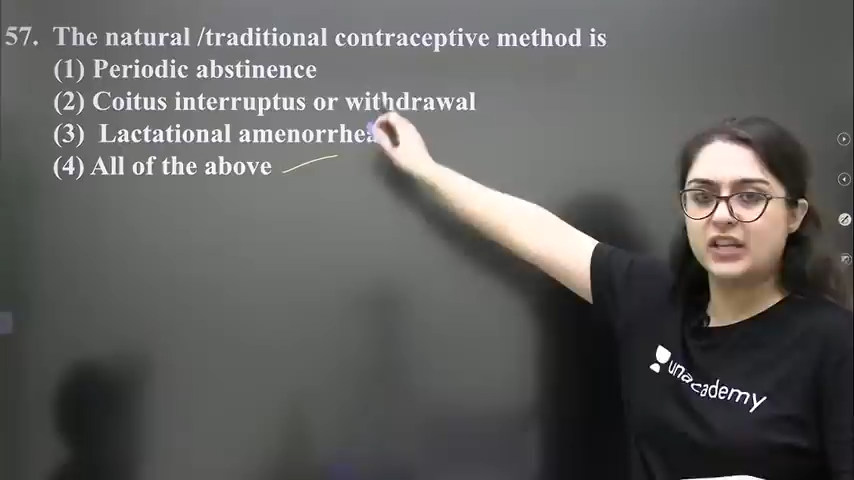 57. The natural /traditional contraceptive method is
(1) Periodic abstinence
(2) Coitus interruptus or withdrawal
(3) Lactational amenorrhea
(4) All of the above
unacademy